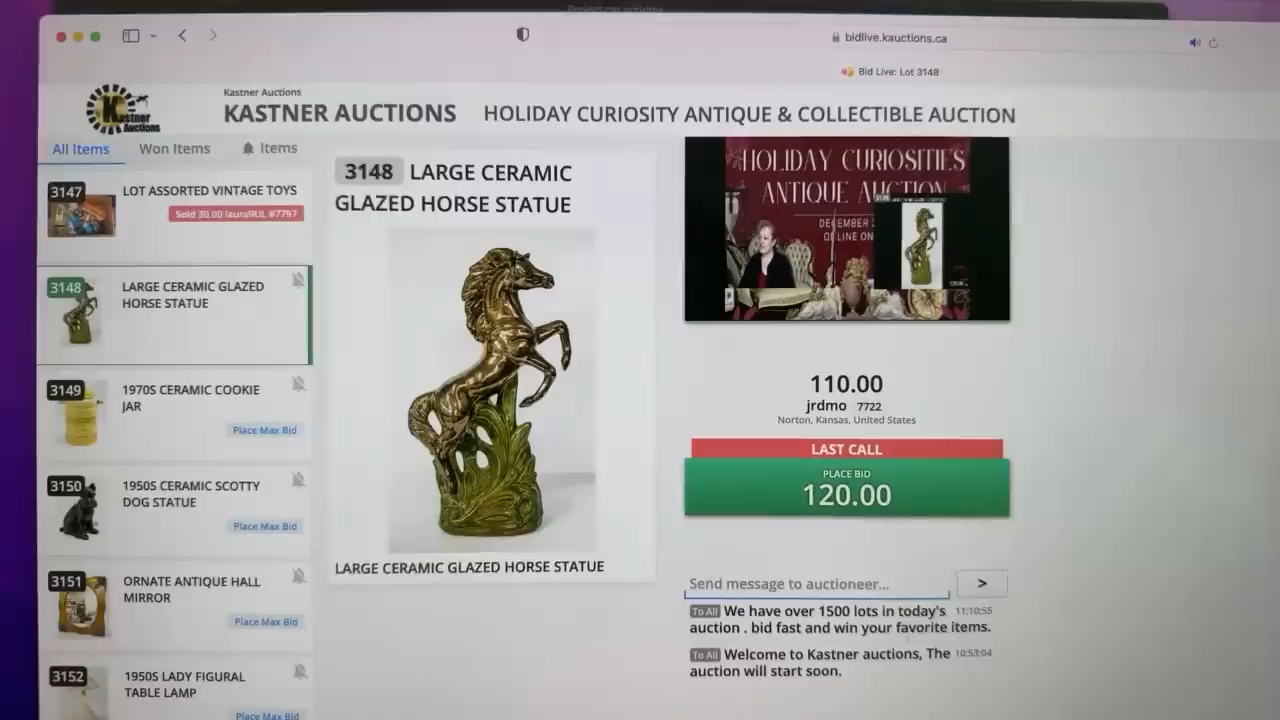 bidlive.kauctions.ca
Bid Live: Lot 3148
Kastner
Auctions
Kastner Auctions
KASTNER AUCTIONS
HOLIDAY CURIOSITY ANTIQUE & COLLECTIBLE AUCTION
All Items
Won Items
Items
3147
LOT ASSORTED VINTAGE TOYS
Sold 30.00 lauraRUL #7797
3148
LARGE CERAMIC GLAZED
HORSE STATUE
3149
1970S CERAMIC COOKIE
JAR
Place Max Bid
3150
1950S CERAMIC SCOTTY
DOG STATUE
Place Max Bid
3151
ORNATE ANTIQUE HALL
MIRROR
Place Max Bid
3152
1950S LADY FIGURAL
TABLE LAMP
Place Max Bid
3148 LARGE CERAMIC
GLAZED HORSE STATUE
LARGE CERAMIC GLAZED HORSE STATUE
HOLIDAY CURIOSITIES
ANTIQUE AUCTION
110.00
jrdmo 7722
Norton, Kansas, United States
LAST CALL
PLACE BID
120.00
Send message to auctioneer...
>
To All We have over 1500 lots in today's 11:10:55
auction . bid fast and win your favorite items.
To All Welcome to Kastner auctions, The 10:53:04
auction will start soon.